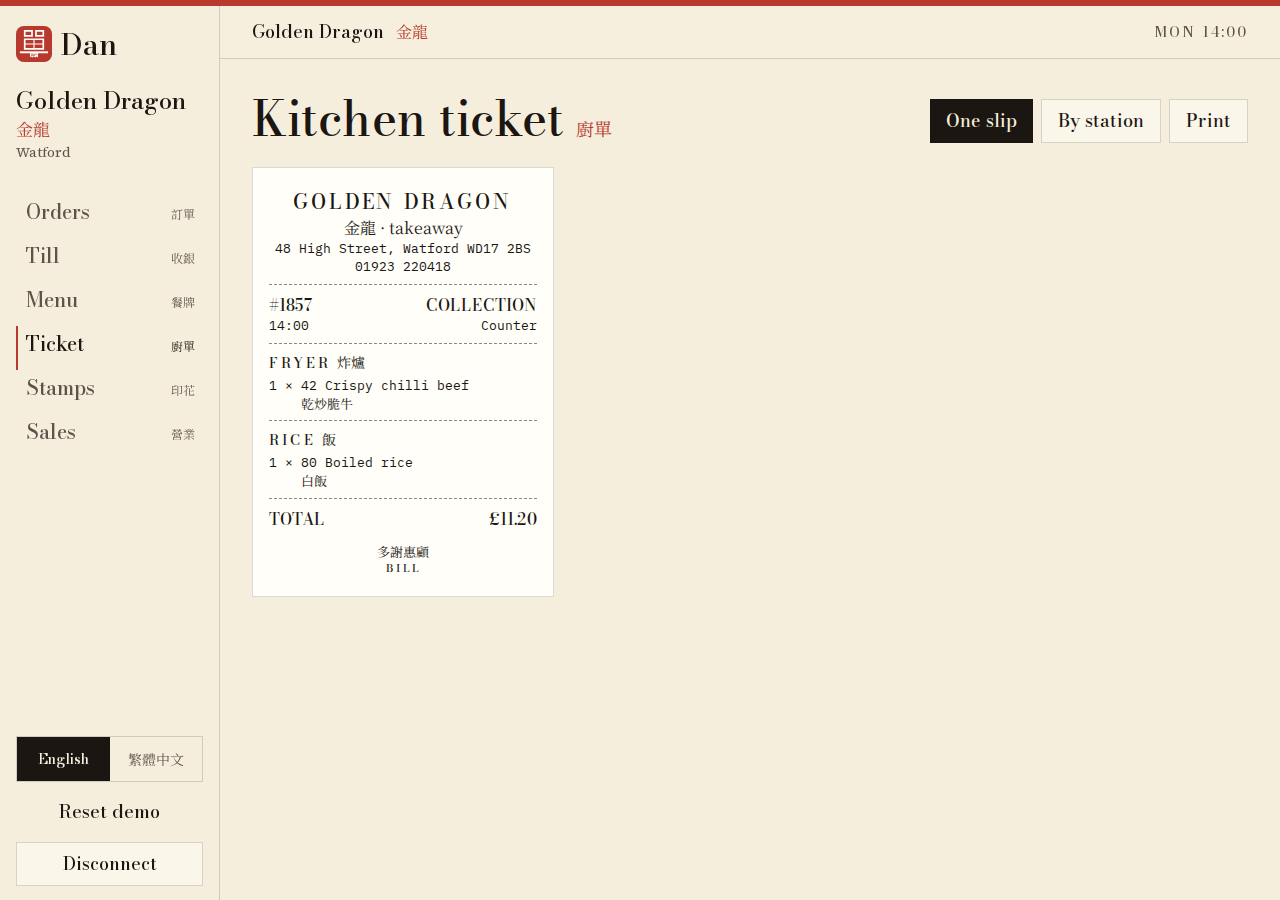 Dan
Golden Dragon
金龍
Watford
Orders 訂單
Till 收銀
Menu 餐牌
Ticket 廚單
Stamps 印花
Sales 營業
English 繁體中文
Reset demo
Disconnect
Golden Dragon 金龍
MON 14:00
Kitchen ticket 廚單
One slip By station Print
GOLDEN DRAGON
金龍 · takeaway
48 High Street, Watford WD17 2BS
01923 220418
#1857 COLLECTION
14:00 Counter
FRYER 炸爐
1 × 42 Crispy chilli beef
乾炒脆牛
RICE 飯
1 × 80 Boiled rice
白飯
TOTAL £11.20
多謝惠顧
BILL